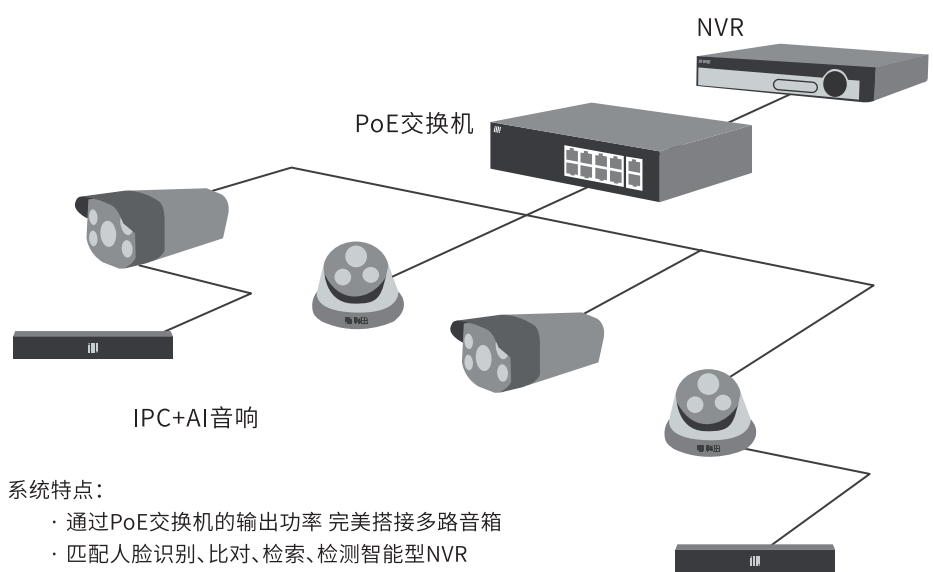 NVR
PoE交换机
IPC+AI音响
系统特点：
· 通过PoE交换机的输出功率 完美搭接多路音箱
· 匹配人脸识别、比对、检索、检测智能型NVR